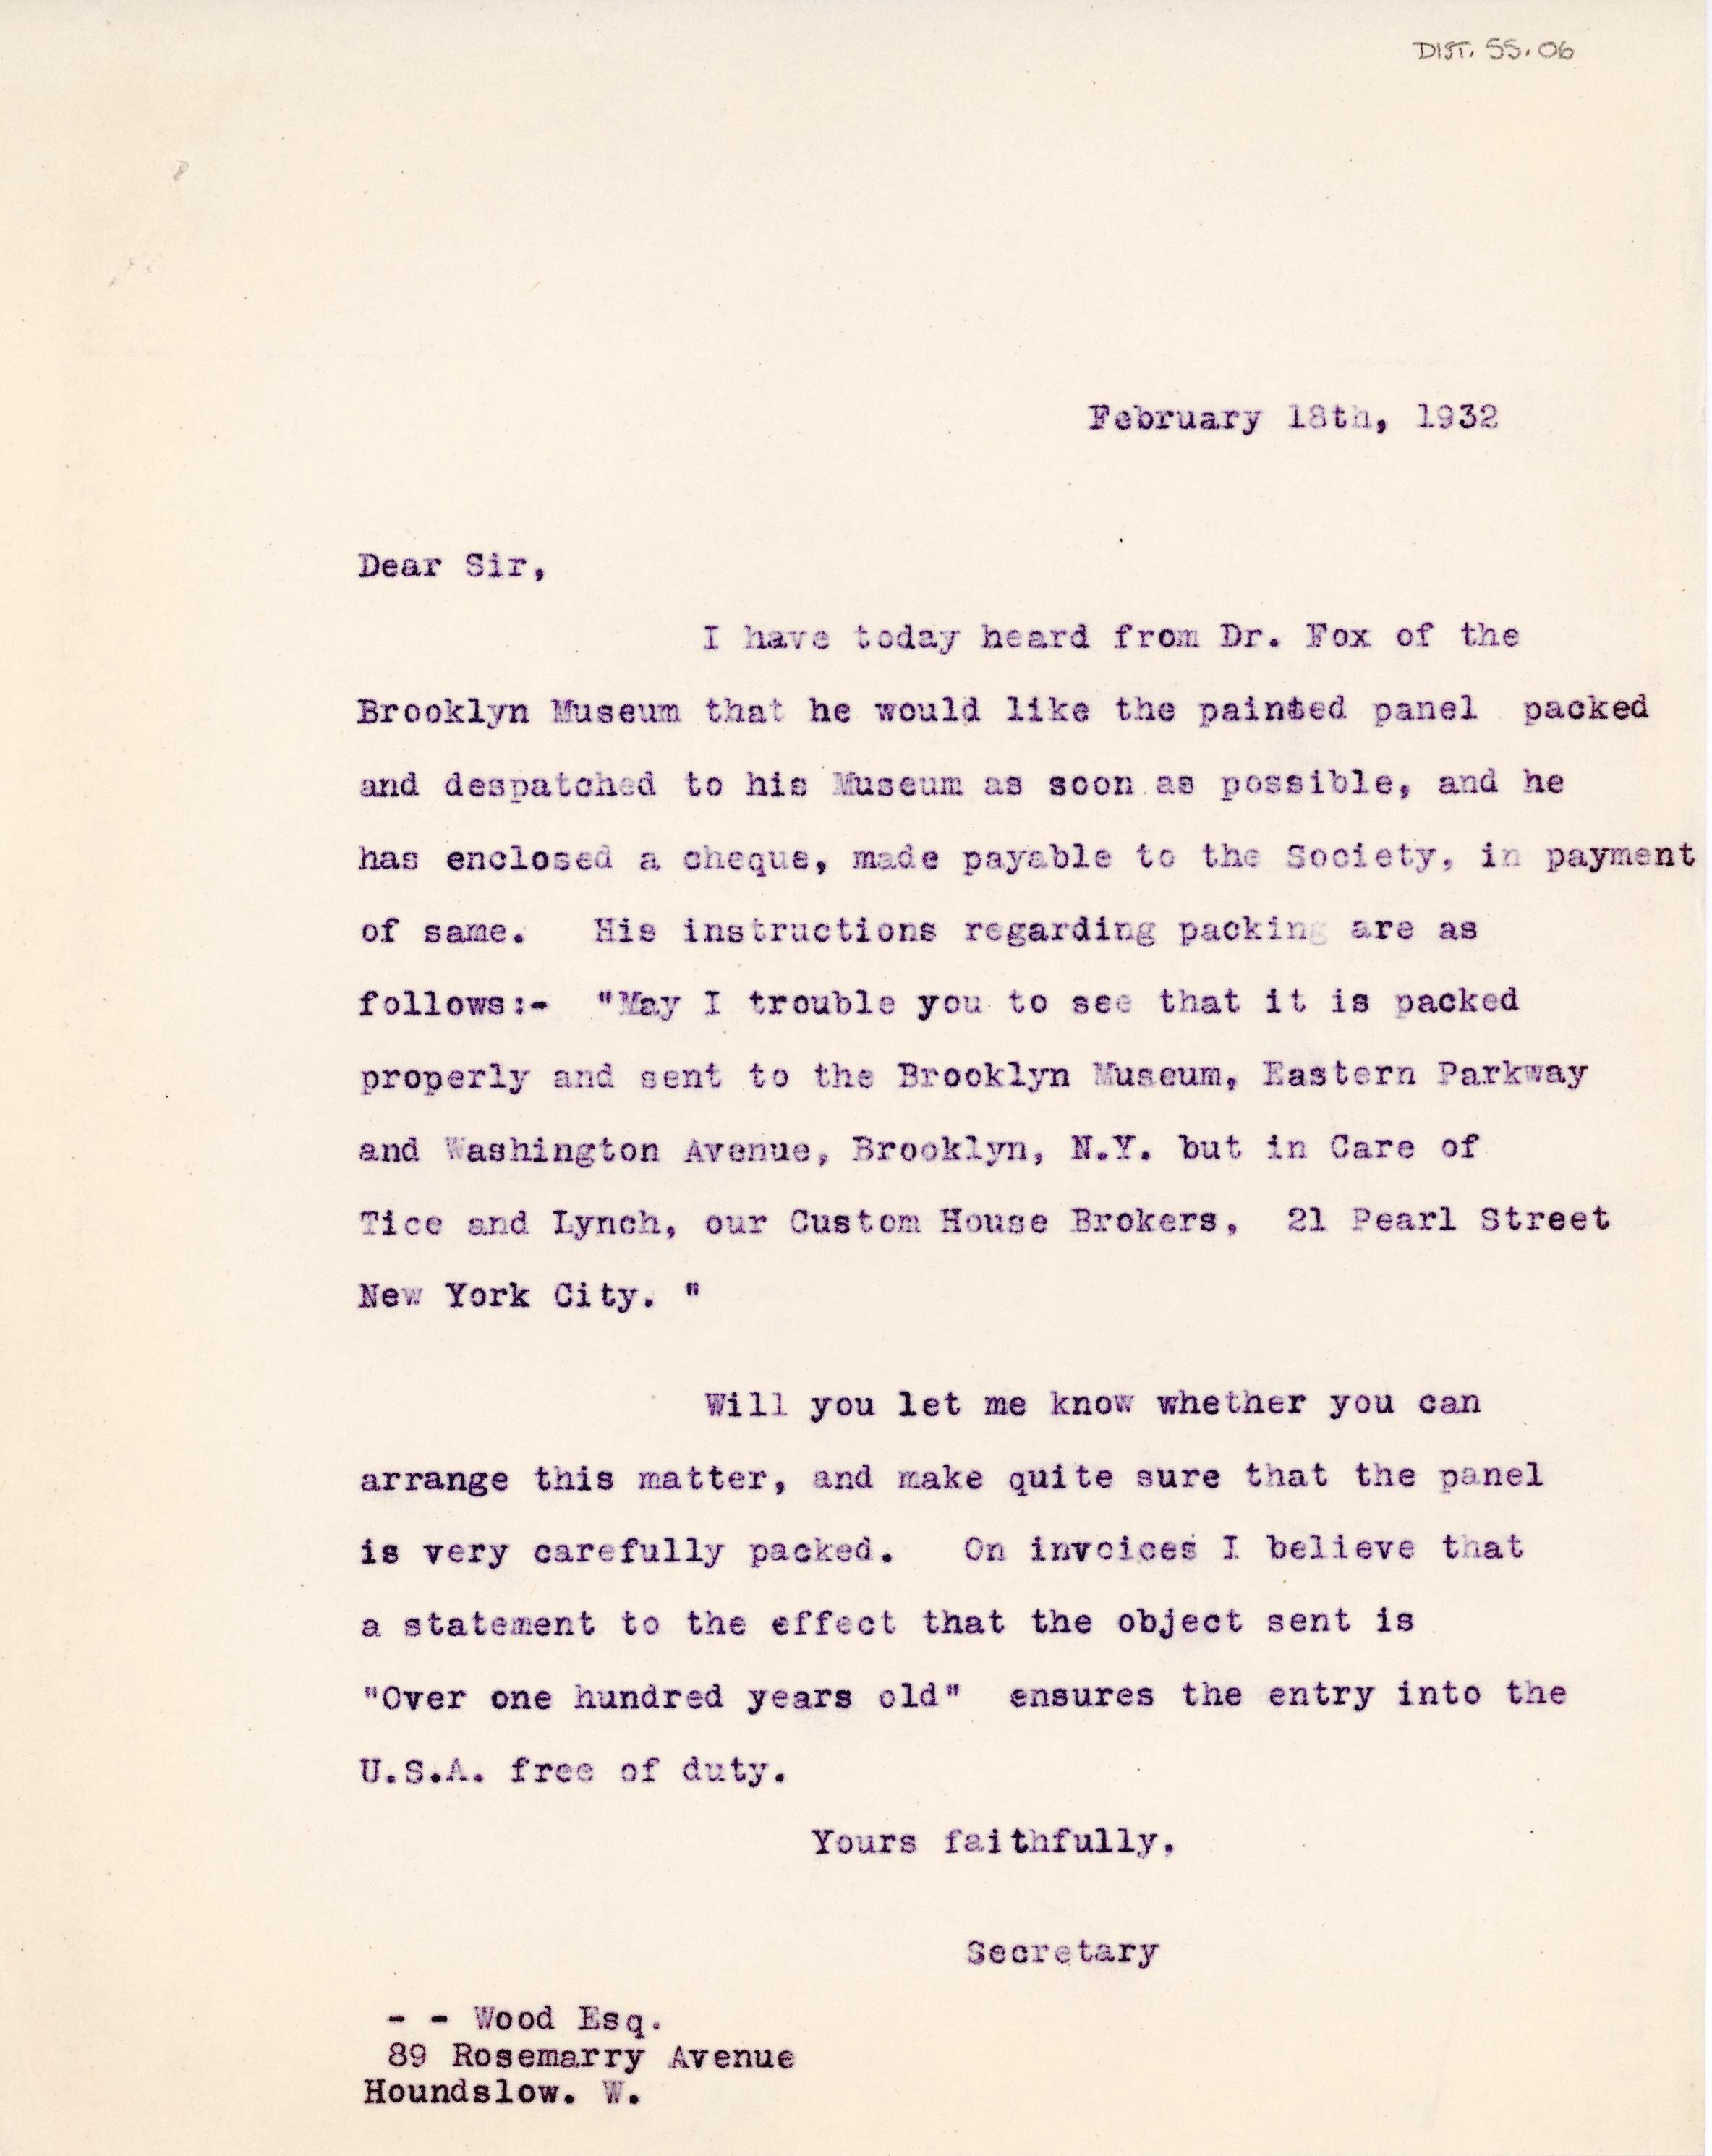 DIST. 55.06
February 18th, 1932
Dear Sir,
I have today heard from Dr. Fox of the
Brooklyn Museum that he would like the painted panel packed
and despatched to his Museum as soon as possible, and he
has enclosed a cheque, made payable to the Society, in payment
of same. His instructions regarding packing are as
follows:- "May I trouble you to see that it is packed
properly and sent to the Brooklyn Museum, Eastern Parkway
and Washington Avenue, Brooklyn, N.Y. but in Care of
Tice and Lynch, our Custom House Brokers, 21 Pearl Street
New York City. "
Will you let me know whether you can
arrange this matter, and make quite sure that the panel
is very carefully packed. On invoices I believe that
a statement to the effect that the object sent is
"Over one hundred years old" ensures the entry into the
U.S.A. free of duty.
Yours faithfully,
Secretary
- - Wood Esq.
89 Rosemarry Avenue
Houndslow. W.